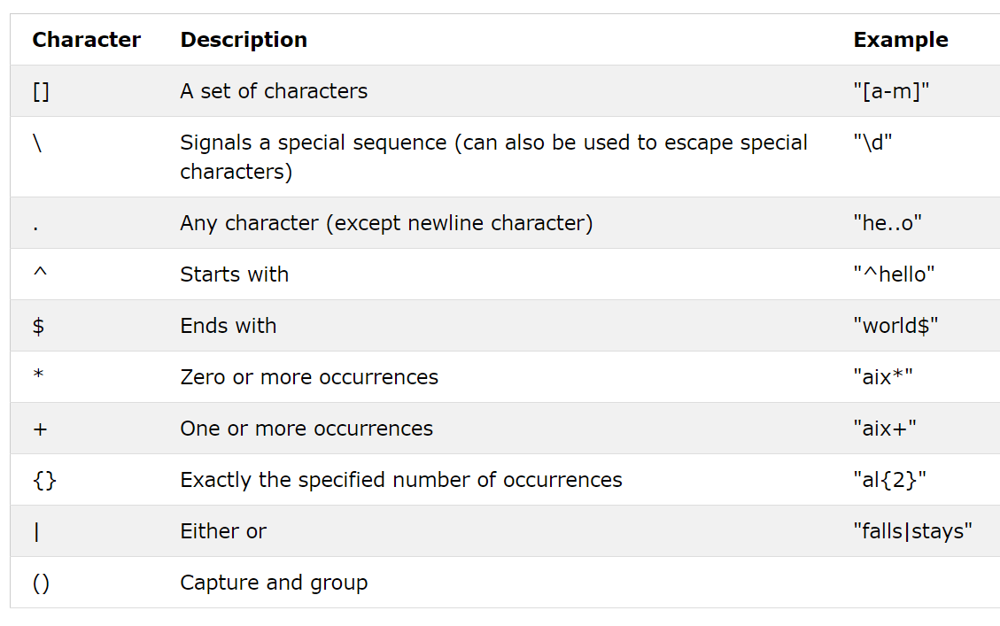 Character Description Example
[] A set of characters "[a-m]"
\ Signals a special sequence (can also be used to escape special "\d"
characters)
. Any character (except newline character) "he..o"
^ Starts with "^hello"
$ Ends with "world$"
* Zero or more occurrences "aix*"
+ One or more occurrences "aix+"
{} Exactly the specified number of occurrences "al{2}"
| Either or "falls|stays"
() Capture and group